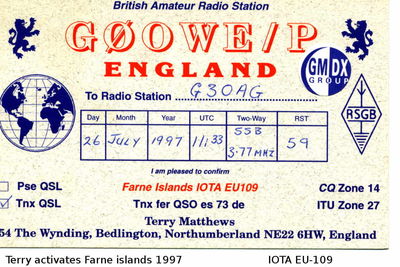 British Amateur Radio Station
GØOWE/P
ENGLAND
GMDX
GROUP
To Radio Station G3OAG
RSGB
Day Month Year UTC Two-Way RST
26 JULY 1997 11:33 SSB 3.77 MHZ 59
I am pleased to confirm
Pse QSL Farne Islands IOTA EU109 CQ Zone 14
Tnx QSL Tnx fer QSO es 73 de ITU Zone 27
Terry Matthews
54 The Wynding, Bedlington, Northumberland NE22 6HW, England
Terry activates Farne islands 1997 IOTA EU-109